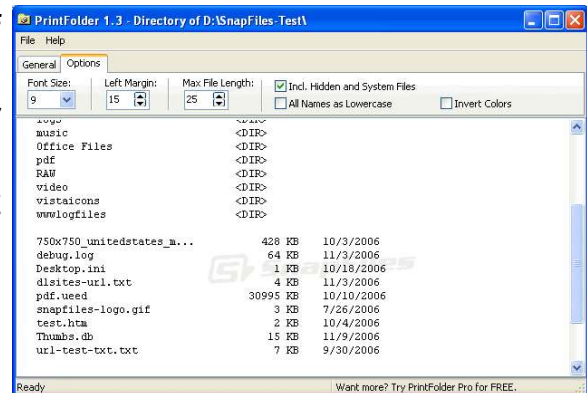 PrintFolder 1.3 - Directory of D:\SnapFiles-Test\
File Help
General Options
Font Size: Left Margin: Max File Length:
9 15 25
Incl. Hidden and System Files
All Names as Lowercase Invert Colors
logs <DIR>
music <DIR>
Office Files <DIR>
pdf <DIR>
RAW <DIR>
video <DIR>
vistaicons <DIR>
wwwlogfiles <DIR>
750x750_unitedstates_m... 428 KB 10/3/2006
debug.log 64 KB 11/3/2006
Desktop.ini 1 KB 10/18/2006
dlsites-url.txt 4 KB 11/3/2006
pdf.ueed 30995 KB 10/10/2006
snapfiles-logo.gif 3 KB 7/26/2006
test.htm 2 KB 10/4/2006
Thumbs.db 15 KB 11/9/2006
url-test-txt.txt 7 KB 9/30/2006
Snapfiles
Ready Want more? Try PrintFolder Pro for FREE.